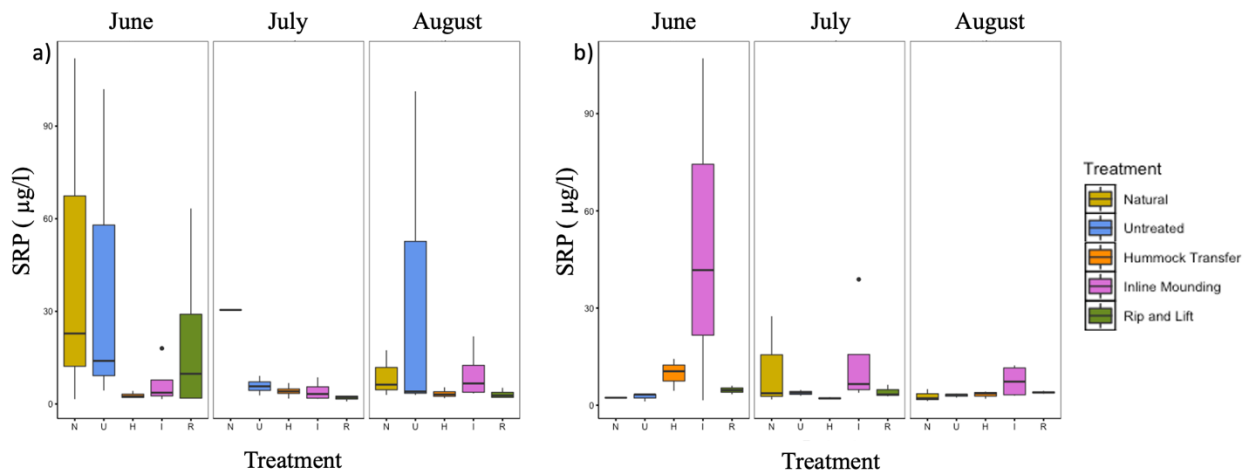 June July August
a)
90
60
30
0
SRP ( µg/l)
N U H I R N U H I R N U H I R
Treatment
June July August
b)
90
60
30
0
SRP ( µg/l)
N U H I R N U H I R N U H I R
Treatment
Treatment
Natural
Untreated
Hummock Transfer
Inline Mounding
Rip and Lift